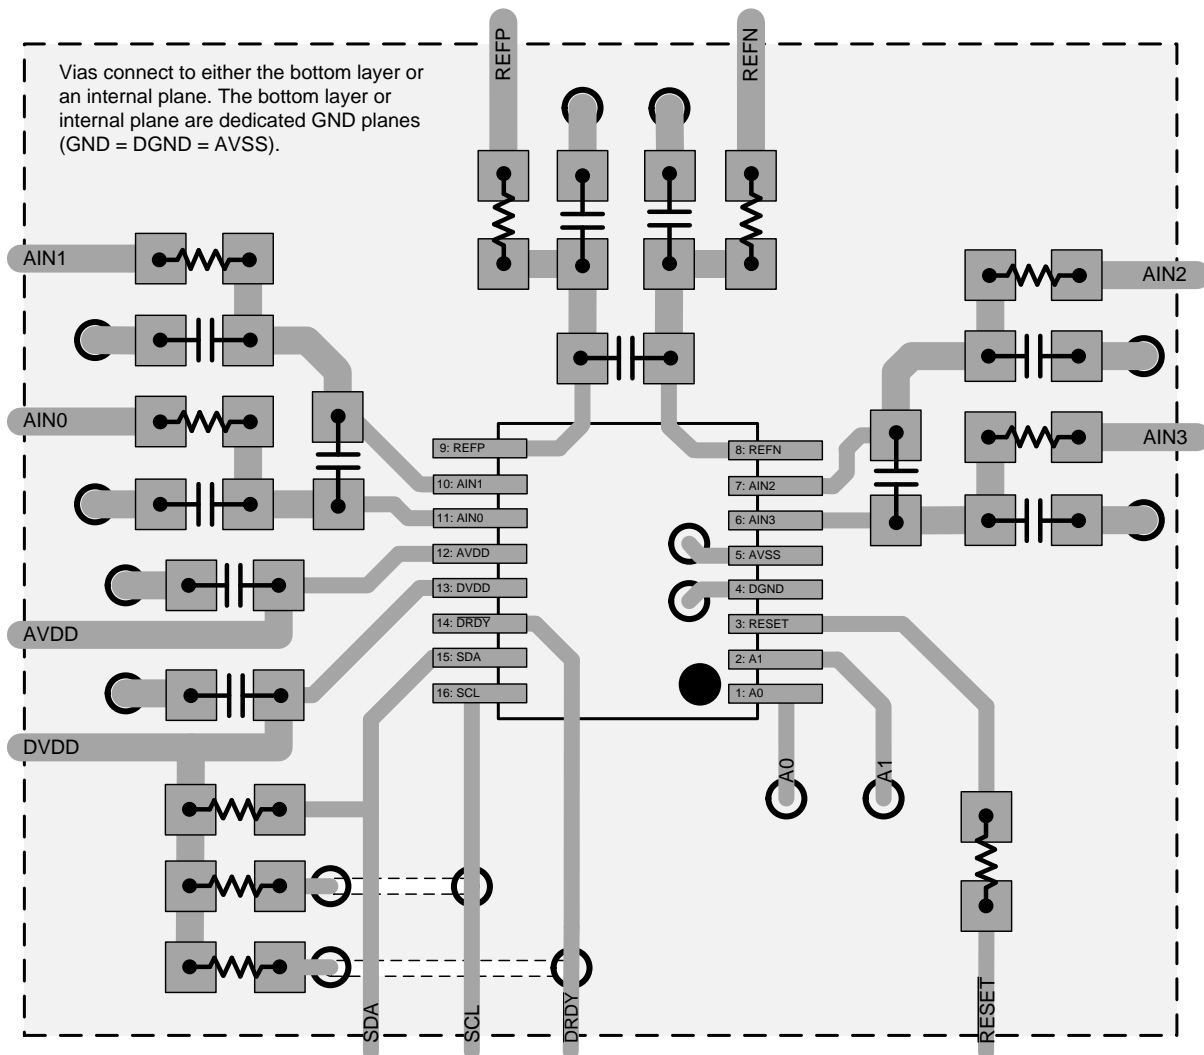 REFP
REFN
Vias connect to either the bottom layer or
an internal plane. The bottom layer or
internal plane are dedicated GND planes
(GND = DGND = AVSS).
AIN1
AIN2
AIN0
AIN3
9: REFP
8: REFN
10: AIN1
7: AIN2
11: AIN0
6: AIN3
12: AVDD
5: AVSS
13: DVDD
4: DGND
14: D̅R̅D̅Y̅
3: RESET
15: SDA
2: A1
16: SCL
1: A0
AVDD
DVDD
A0
A1
SDA
SCL
D̅R̅D̅Y̅
R̅E̅S̅E̅T̅